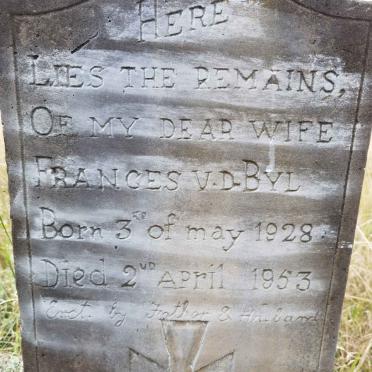 HERE
LIES THE REMAINS,
OF MY DEAR WIFE
FRANCES V.D. BYL
Born 3RD of may 1928
Died 2ND APRIL 1953
Erct. by Father & Husband